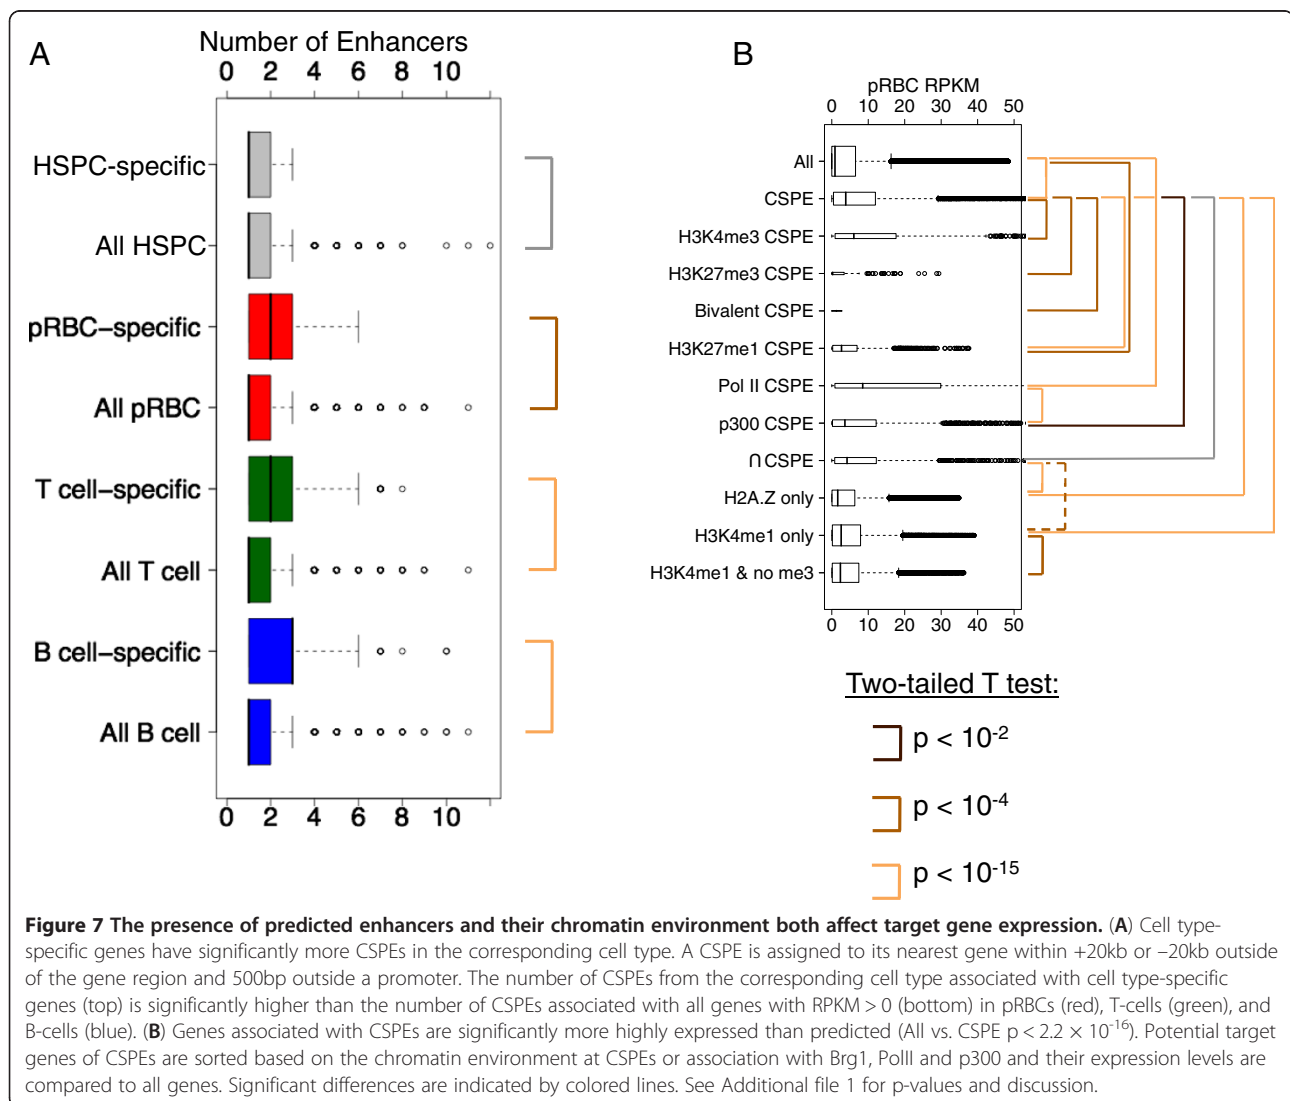 A
Number of Enhancers
0 2 4 6 8 10
HSPC-specific
All HSPC
pRBC-specific
All pRBC
T cell-specific
All T cell
B cell-specific
All B cell
0 2 4 6 8 10
B
pRBC RPKM
0 10 20 30 40 50
All
CSPE
H3K4me3 CSPE
H3K27me3 CSPE
Bivalent CSPE
H3K27me1 CSPE
Pol II CSPE
p300 CSPE
∩ CSPE
H2A.Z only
H3K4me1 only
H3K4me1 & no me3
0 10 20 30 40 50
Two-tailed T test:
p < 10⁻²
p < 10⁻⁴
p < 10⁻¹⁵
Figure 7 The presence of predicted enhancers and their chromatin environment both affect target gene expression. (A) Cell type-
specific genes have significantly more CSPEs in the corresponding cell type. A CSPE is assigned to its nearest gene within +20kb or –20kb outside
of the gene region and 500bp outside a promoter. The number of CSPEs from the corresponding cell type associated with cell type-specific
genes (top) is significantly higher than the number of CSPEs associated with all genes with RPKM > 0 (bottom) in pRBCs (red), T-cells (green), and
B-cells (blue). (B) Genes associated with CSPEs are significantly more highly expressed than predicted (All vs. CSPE p < 2.2 × 10⁻¹⁶). Potential target
genes of CSPEs are sorted based on the chromatin environment at CSPEs or association with Brg1, PolII and p300 and their expression levels are
compared to all genes. Significant differences are indicated by colored lines. See Additional file 1 for p-values and discussion.